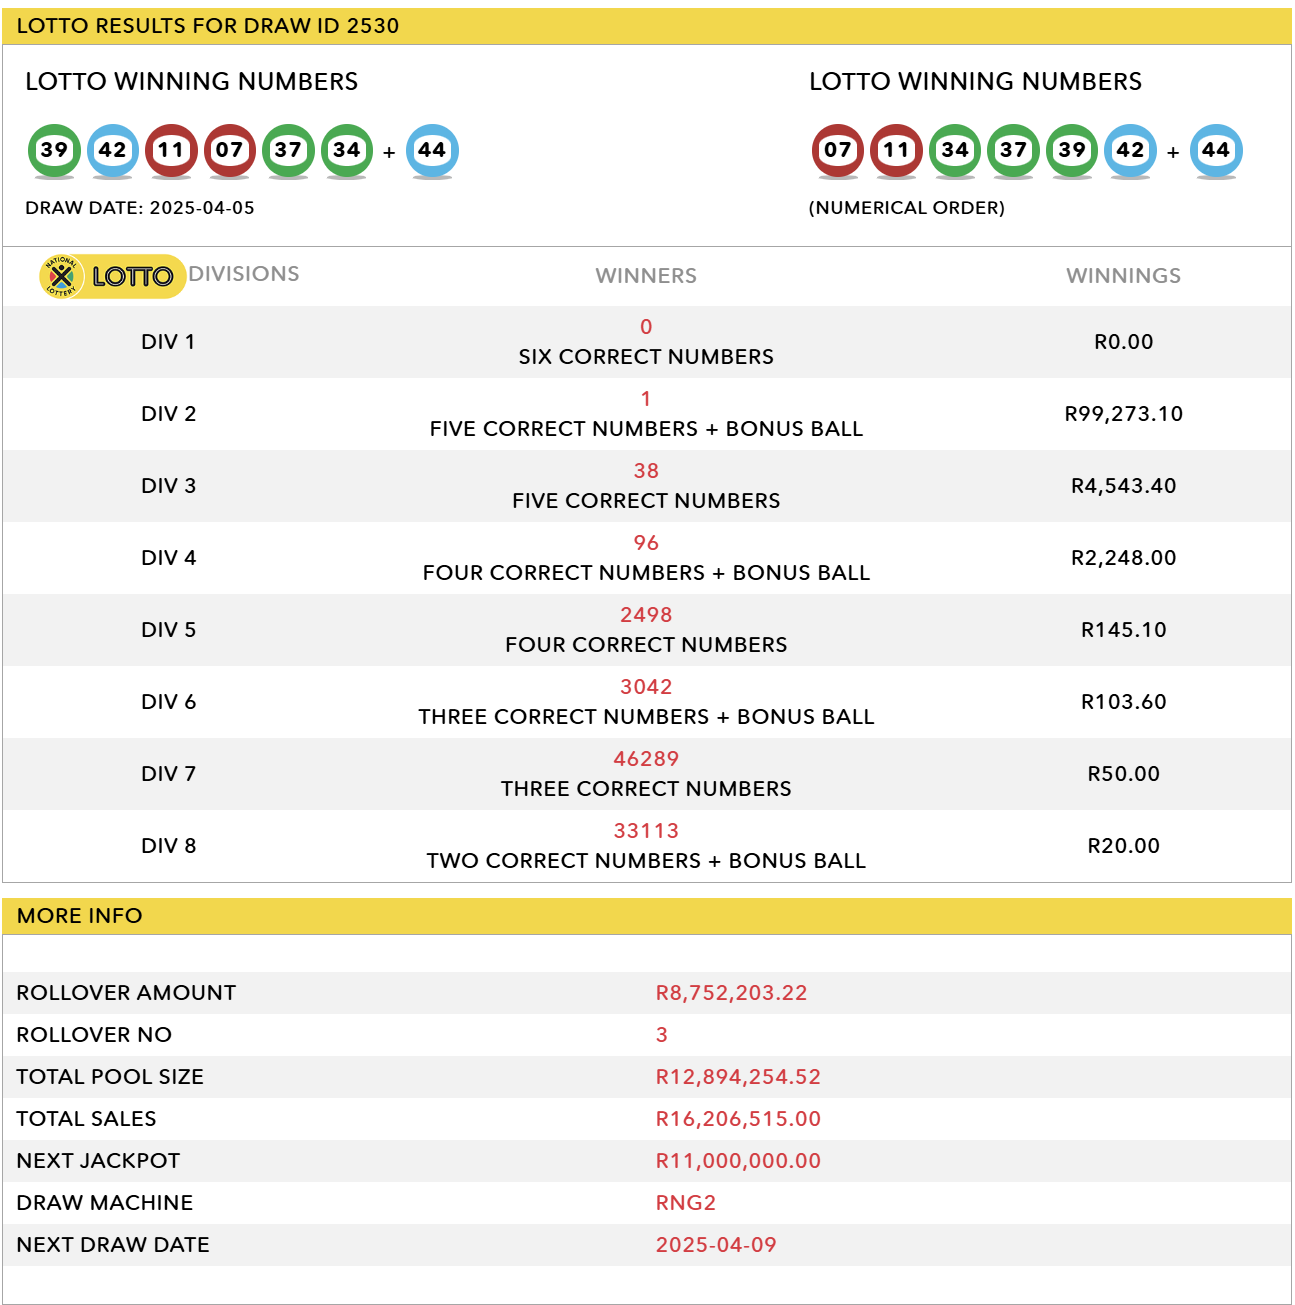 LOTTO RESULTS FOR DRAW ID 2530
LOTTO WINNING NUMBERS
39 42 11 07 37 34 + 44
DRAW DATE: 2025-04-05
LOTTO WINNING NUMBERS
07 11 34 37 39 42 + 44
(NUMERICAL ORDER)
NATIONAL LOTTERY LOTTO DIVISIONS WINNERS WINNINGS
DIV 1 0 SIX CORRECT NUMBERS R0.00
DIV 2 1 FIVE CORRECT NUMBERS + BONUS BALL R99,273.10
DIV 3 38 FIVE CORRECT NUMBERS R4,543.40
DIV 4 96 FOUR CORRECT NUMBERS + BONUS BALL R2,248.00
DIV 5 2498 FOUR CORRECT NUMBERS R145.10
DIV 6 3042 THREE CORRECT NUMBERS + BONUS BALL R103.60
DIV 7 46289 THREE CORRECT NUMBERS R50.00
DIV 8 33113 TWO CORRECT NUMBERS + BONUS BALL R20.00
MORE INFO
ROLLOVER AMOUNT R8,752,203.22
ROLLOVER NO 3
TOTAL POOL SIZE R12,894,254.52
TOTAL SALES R16,206,515.00
NEXT JACKPOT R11,000,000.00
DRAW MACHINE RNG2
NEXT DRAW DATE 2025-04-09